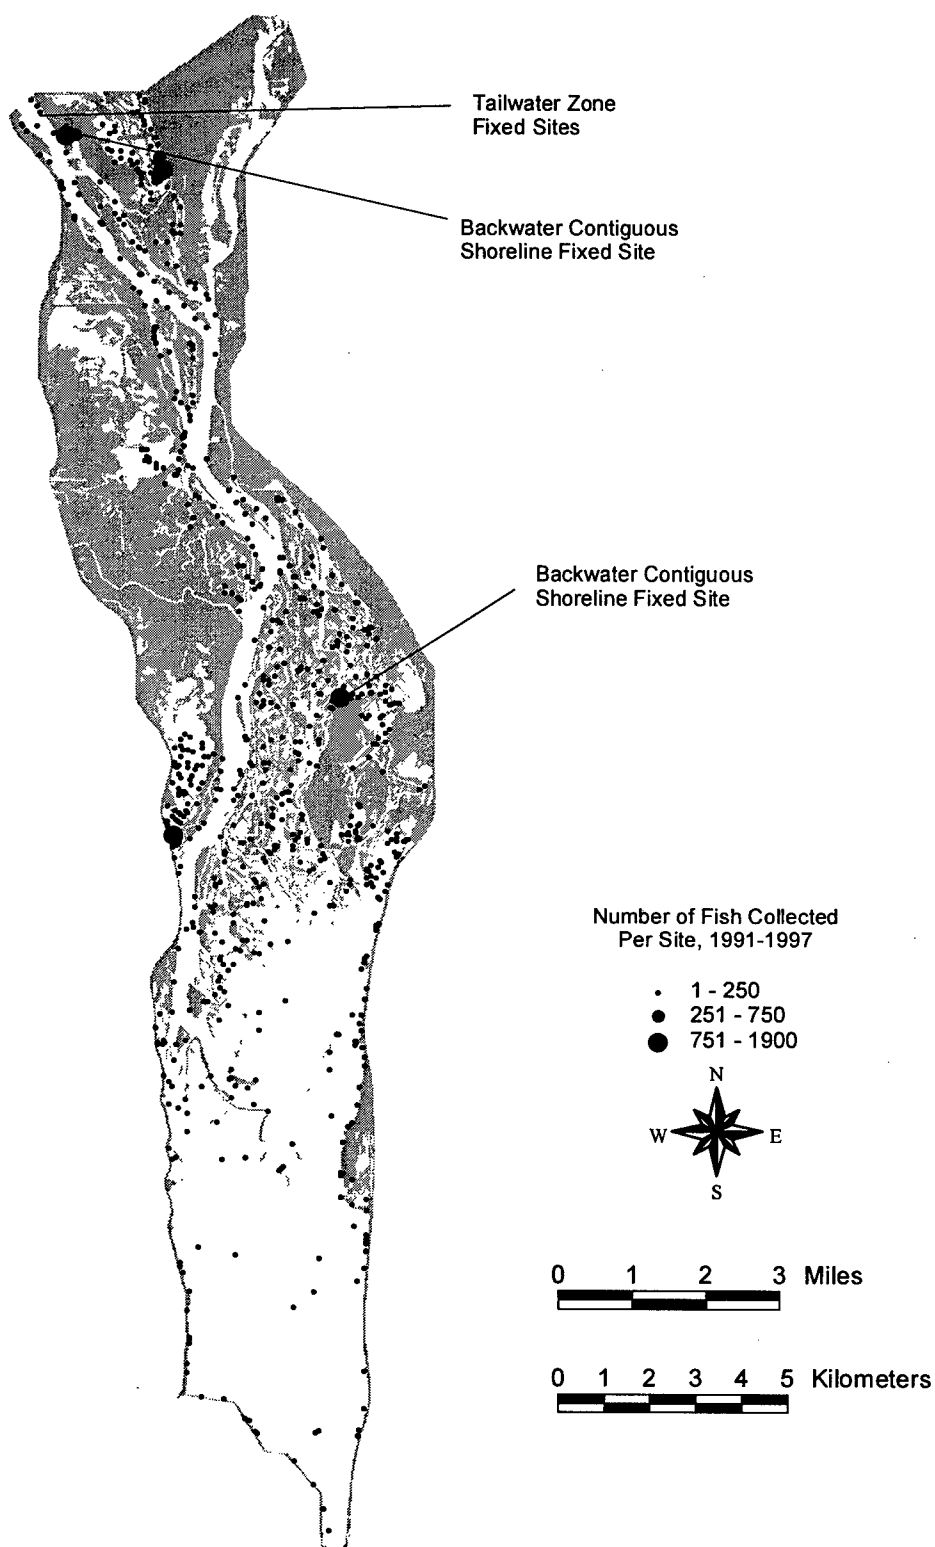 Tailwater Zone
Fixed Sites
Backwater Contiguous
Shoreline Fixed Site
Backwater Contiguous
Shoreline Fixed Site
Number of Fish Collected
Per Site, 1991-1997
1 - 250
251 - 750
751 - 1900
N
W E
S
0 1 2 3 Miles
0 1 2 3 4 5 Kilometers